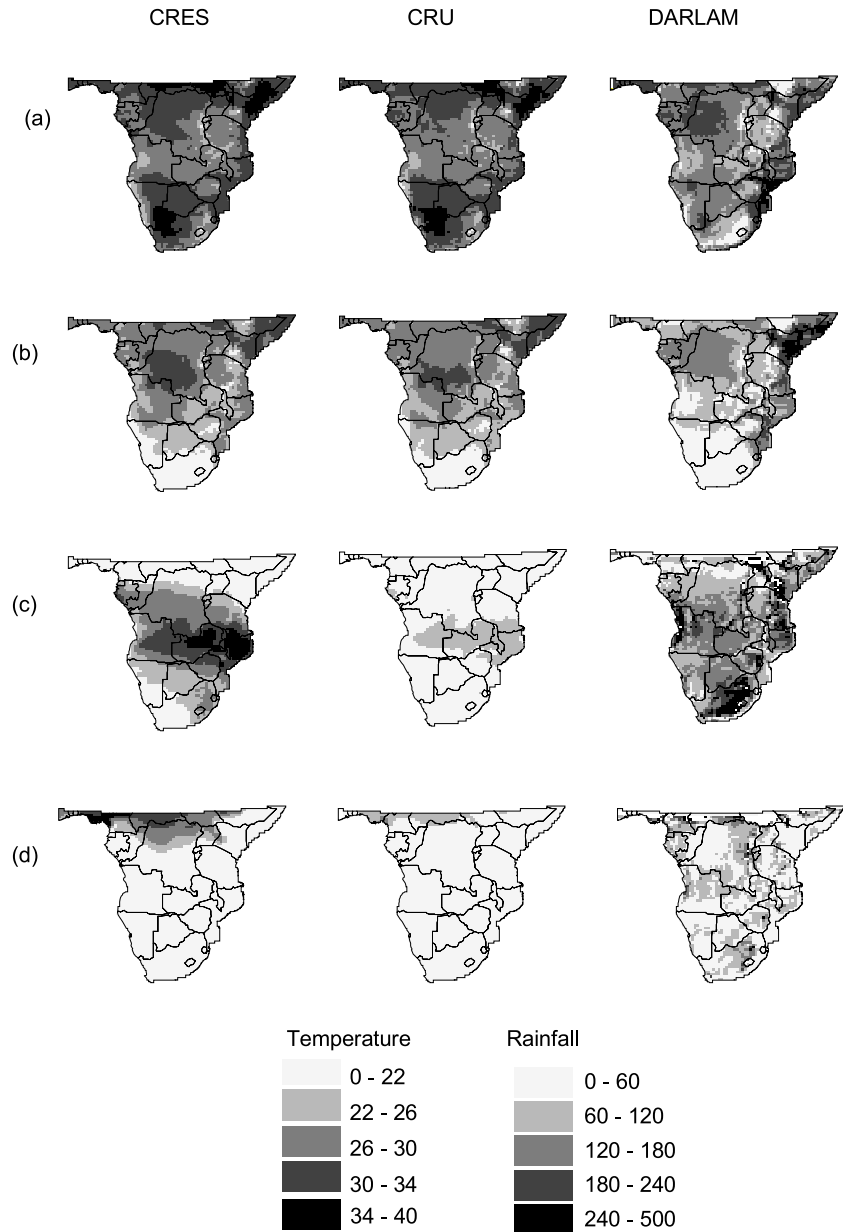 CRES CRU DARLAM
(a)
(b)
(c)
(d)
Temperature
0 - 22
22 - 26
26 - 30
30 - 34
34 - 40
Rainfall
0 - 60
60 - 120
120 - 180
180 - 240
240 - 500